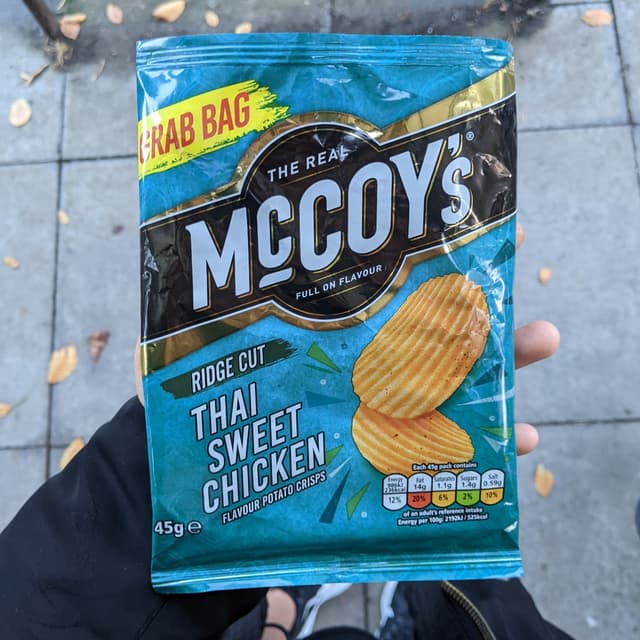 GRAB BAG
THE REAL
McCOY's®
FULL ON FLAVOUR
RIDGE CUT
THAI
SWEET
CHICKEN
FLAVOUR POTATO CRISPS
45g e
Each 45g pack contains
Energy Fat Saturates Sugars Salt
14g 1.1g 1.4g 0.59g
12% 20% 6% 2% 10%
of an adult's reference intake
Energy per 100g: 2192kJ / 525kcal